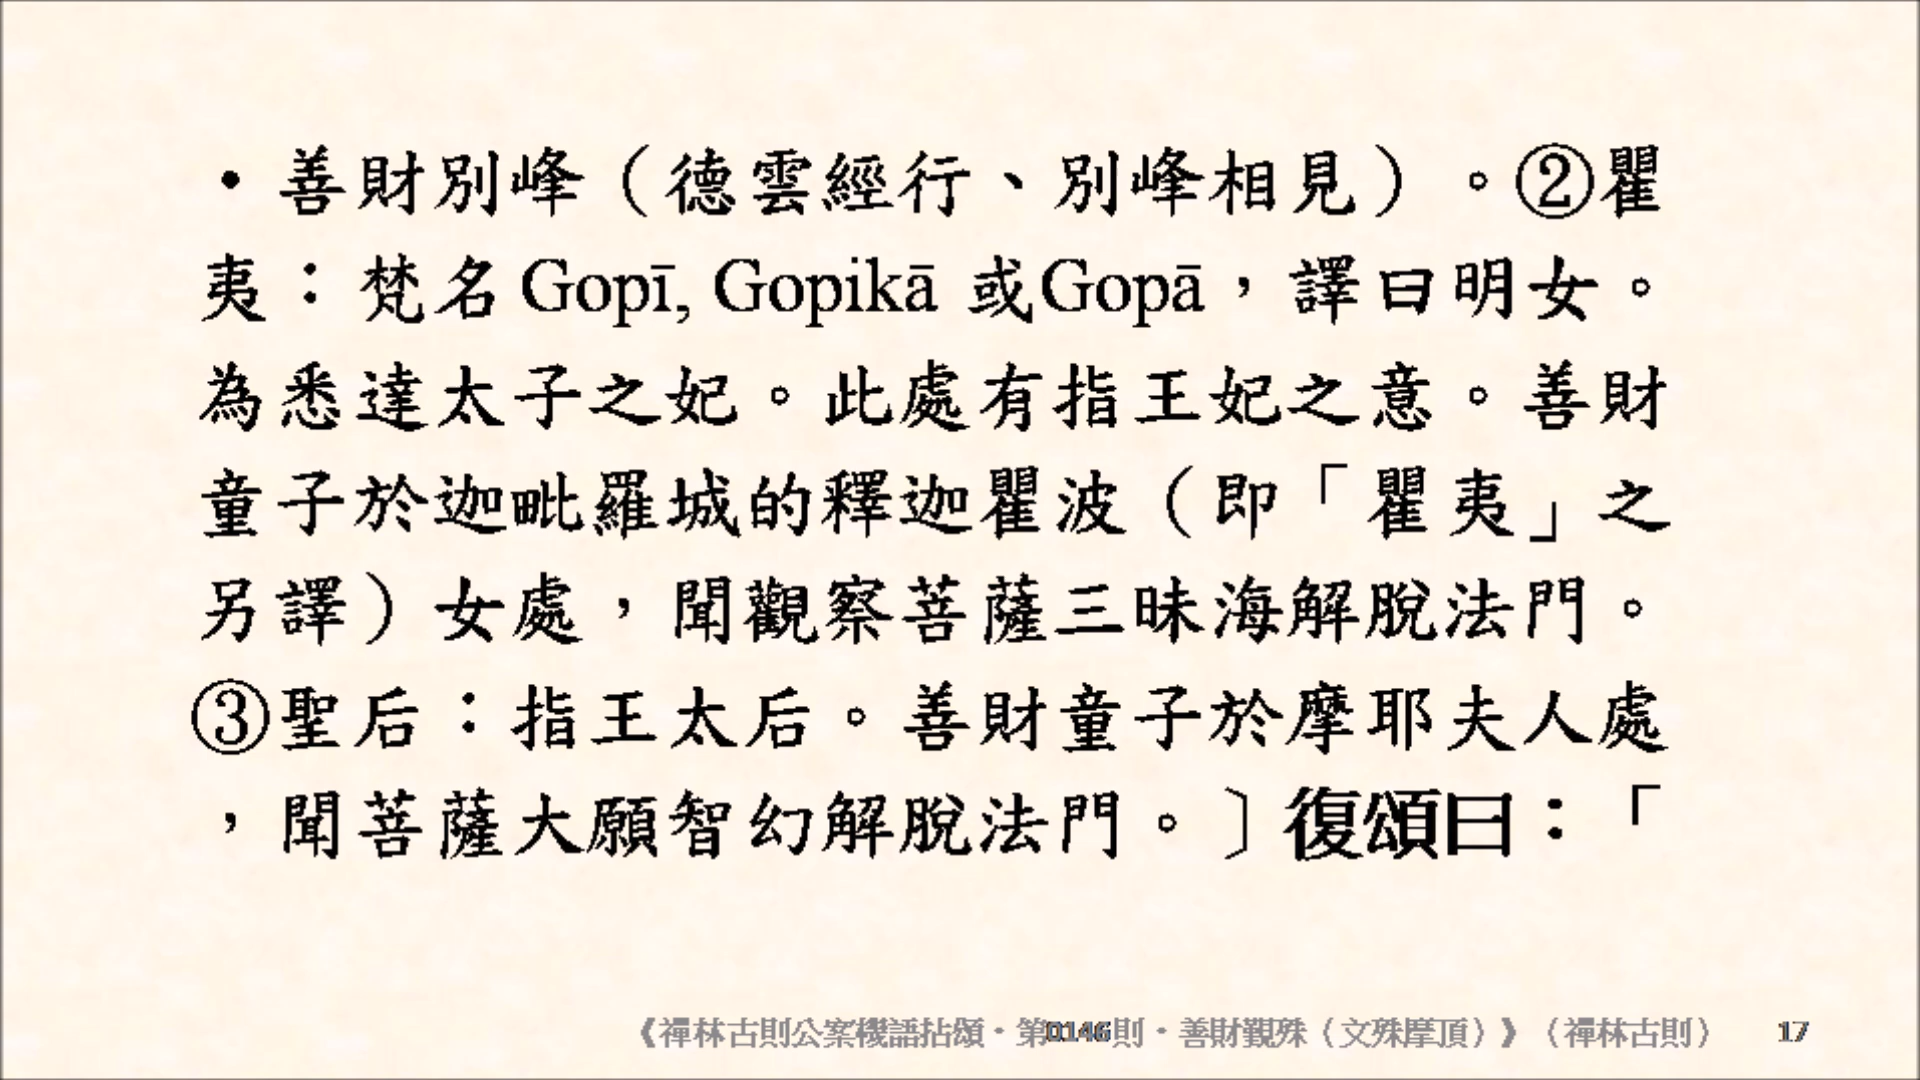 •善財別峰（德雲經行、別峰相見）。②瞿
夷：梵名Gopī, Gopikā 或Gopā，譯曰明女。
為悉達太子之妃。此處有指王妃之意。善財
童子於迦毗羅城的釋迦瞿波（即「瞿夷」之
另譯）女處，聞觀察菩薩三昧海解脫法門。
③聖后：指王太后。善財童子於摩耶夫人處
，聞菩薩大願智幻解脫法門。〕復頌曰：「
《禪林古則公案機語拈頌・第0146則・善財覲殊（文殊摩頂）》（禪林古則） 17